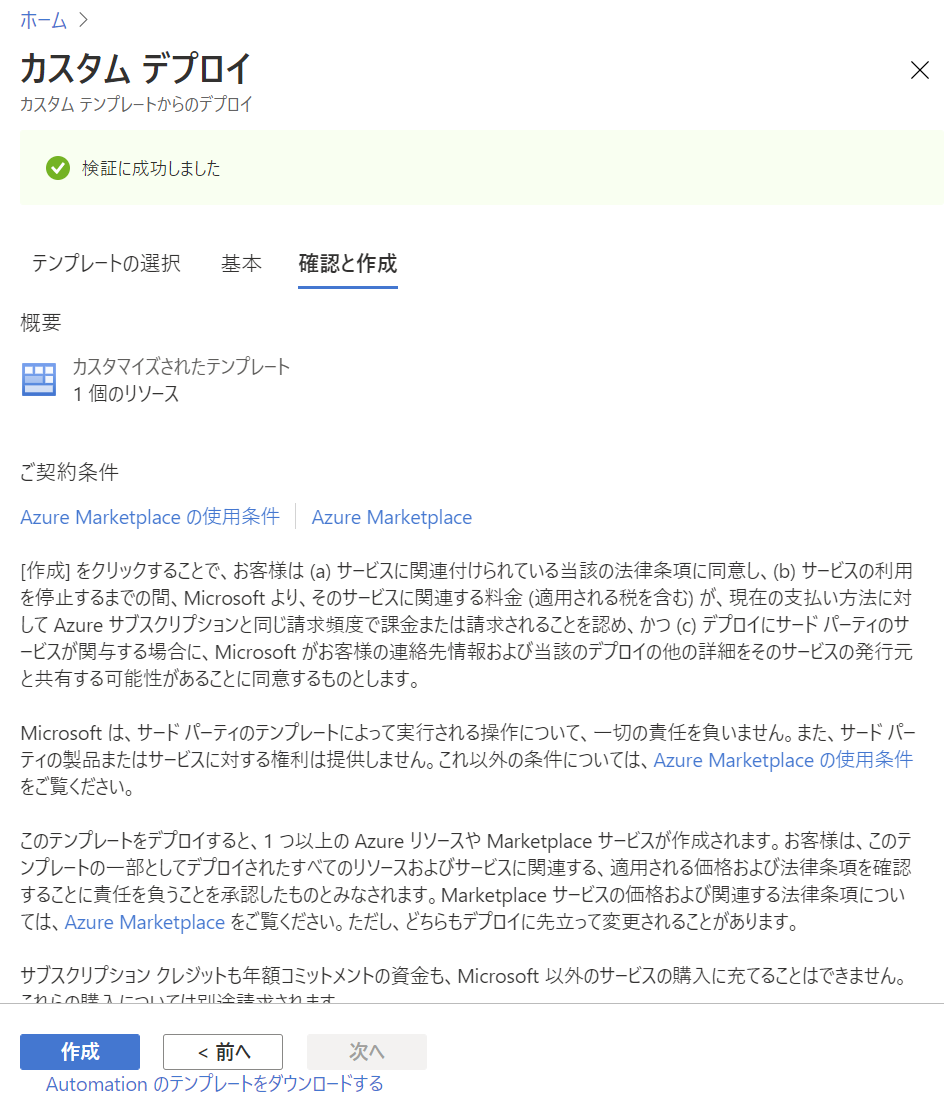 ホーム >
カスタム デプロイ
カスタム テンプレートからのデプロイ
検証に成功しました
テンプレートの選択 基本 確認と作成
概要
カスタマイズされたテンプレート
1 個のリソース
ご契約条件
Azure Marketplace の使用条件 Azure Marketplace
[作成] をクリックすることで、お客様は (a) サービスに関連付けられている当該の法律条項に同意し、(b) サービスの利用
を停止するまでの間、Microsoft より、そのサービスに関連する料金 (適用される税を含む) が、現在の支払い方法に対
して Azure サブスクリプションと同じ請求頻度で課金または請求されることを認め、かつ (c) デプロイにサード パーティのサ
ービスが関与する場合に、Microsoft がお客様の連絡先情報および当該のデプロイの他の詳細をそのサービスの発行元
と共有する可能性があることに同意するものとします。
Microsoft は、サード パーティのテンプレートによって実行される操作について、一切の責任を負いません。また、サード パー
ティの製品またはサービスに対する権利は提供しません。これ以外の条件については、Azure Marketplace の使用条件
をご覧ください。
このテンプレートをデプロイすると、1 つ以上の Azure リソースや Marketplace サービスが作成されます。お客様は、このテ
ンプレートの一部としてデプロイされたすべてのリソースおよびサービスに関連する、適用される価格および法律条項を確認
することに責任を負うことを承認したものとみなされます。Marketplace サービスの価格および関連する法律条項につい
ては、Azure Marketplace をご覧ください。ただし、どちらもデプロイに先立って変更されることがあります。
サブスクリプション クレジットも年額コミットメントの資金も、Microsoft 以外のサービスの購入に充てることはできません。
これらの購入については別途請求されます。
作成 < 前へ 次へ
Automation のテンプレートをダウンロードする